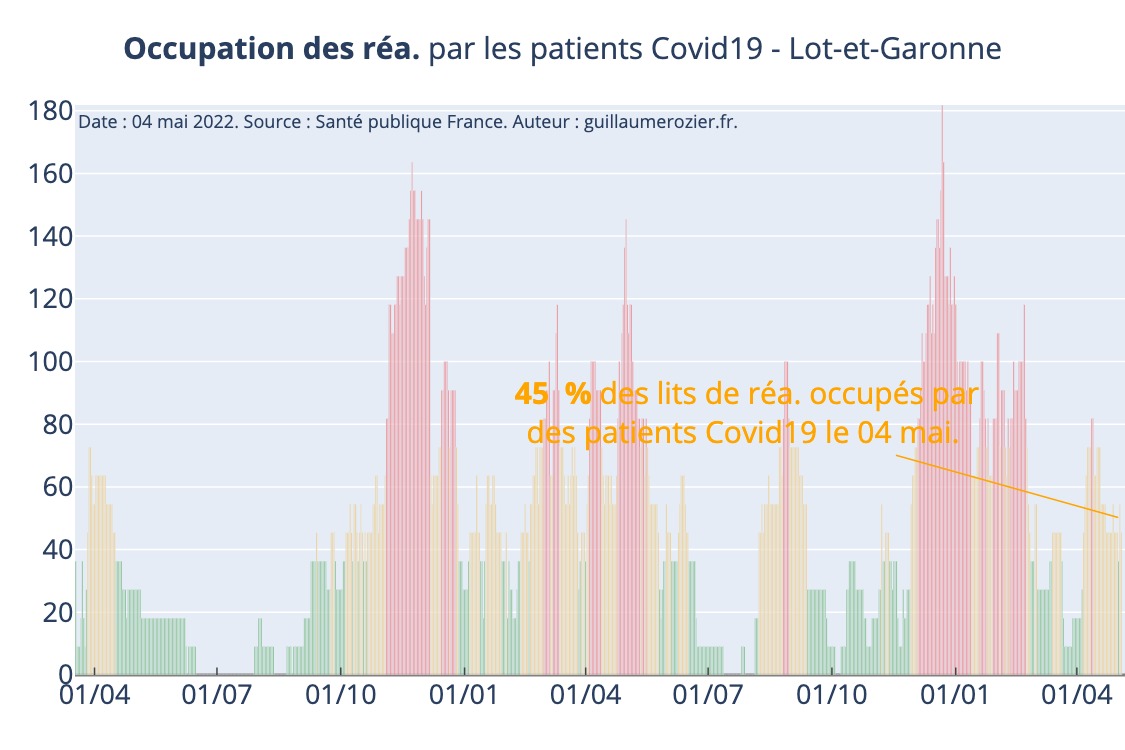 Occupation des réa. par les patients Covid19 - Lot-et-Garonne
180
Date : 04 mai 2022. Source : Santé publique France. Auteur : guillaumerozier.fr.
160
140
120
100
45 % des lits de réa. occupés par
80
des patients Covid19 le 04 mai.
60
40
20
0
01/04 01/07 01/10 01/01 01/04 01/07 01/10 01/01 01/04